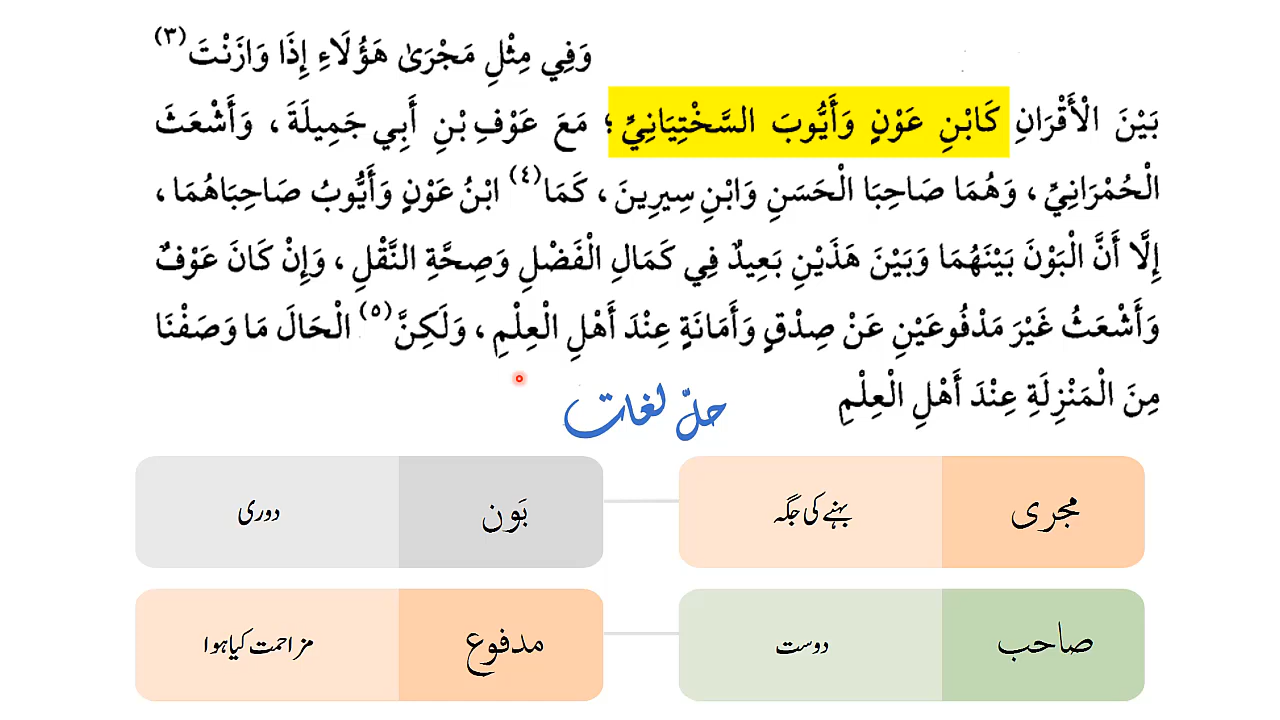 وَفِي مِثْلِ مَجْرَىٰ هَؤُلَاءِ إِذَا وَازَنْتَ (٣)
بَيْنَ الْأَقْرَانِ كَابْنِ عَوْنٍ وَأَيُّوبَ السَّخْتِيَانِيِّ؛ مَعَ عَوْفِ بْنِ أَبِي جَمِيلَةَ، وَأَشْعَثَ
الْحُمْرَانِيِّ، وَهُمَا صَاحِبَا الْحَسَنِ وَابْنِ سِيرِينَ، كَمَا (٤) ابْنُ عَوْنٍ وَأَيُّوبُ صَاحِبَاهُمَا،
إِلَّا أَنَّ الْبَوْنَ بَيْنَهُمَا وَبَيْنَ هَذَيْنِ بَعِيدٌ فِي كَمَالِ الْفَضْلِ وَصِحَّةِ النَّقْلِ، وَإِنْ كَانَ عَوْفٌ
وَأَشْعَثُ غَيْرَ مَدْفُوعَيْنِ عَنْ صِدْقٍ وَأَمَانَةٍ عِنْدَ أَهْلِ الْعِلْمِ، وَلَكِنَّ (٥) الْحَالَ مَا وَصَفْنَا
مِنَ الْمَنْزِلَةِ عِنْدَ أَهْلِ الْعِلْمِ
حلّ لغات
مجری بہنے کی جگہ بَون دوری
صاحب دوست مدفوع مزاحمت کیا ہوا